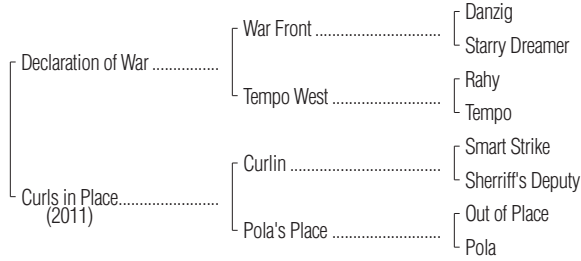 Danzig
War Front ........................................
Starry Dreamer
Declaration of War ................
Rahy
Tempo West ..................................
Tempo
Smart Strike
Curlin ................................................
Sherriff's Deputy
Curls in Place.........................
(2011)
Out of Place
Pola's Place ..................................
Pola